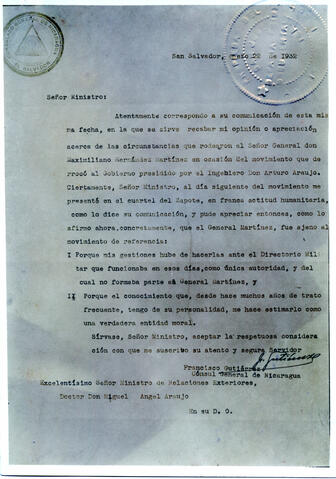 San Salvador, 22 de 1932
Señor Ministro:
Atentamente correspondo a su comunicación de esta mis
ma fecha, en la que se sirve recabar mi opinión o apreciación
acerca de las circunstancias que rodearon al Señor General don
Maximiliano Hernández Martínez en ocasión del movimiento que de-
rrocó al Gobierno presidido por el Ingeniero Don Arturo Araujo.
Ciertamente, Señor Ministro, al día siguiente del movimiento me
presenté en el cuartel del Zapote, en franca actitud humanitaria,
como lo dice su comunicación, y pude apreciar entonces, como lo
afirmo ahora,concretamente, que el General Martínez, fue ajeno al
movimiento de referencia:
I Porque mis gestiones hube de hacerlas ante el Directorio Mili-
tar que funcionaba en esos días,como única autoridad, y del
cual no formaba parte el General Martínez, y
II Porque el conocimiento que, desde hace muchos años de trato
frecuente, tengo de su personalidad, me hace estimarlo como
una verdadera entidad moral.
Sírvase, Señor Ministro, aceptar la respetuosa considera
ción con que me suscribo su atento y seguro Servidor
Francisco Gutiérrez
Cónsul General de Nicaragua
Excelentísimo Señor Ministro de Relaciones Exteriores,
Doctor Don Miguel Angel Araujo
En su D. O.